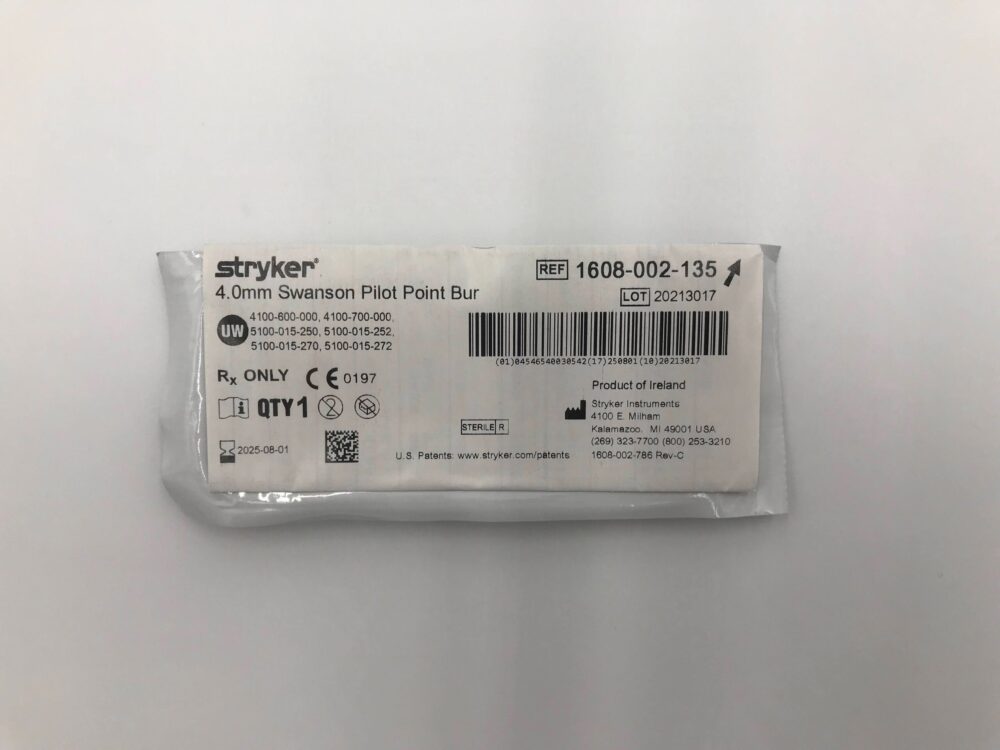 stryker®
REF 1608-002-135
4.0mm Swanson Pilot Point Bur
LOT 20213017
UW
4100-600-000, 4100-700-000,
5100-015-250, 5100-015-252,
5100-015-270, 5100-015-272
(01)04546540030542(17)250801(10)20213017
Rx ONLY CE 0197
QTY 1
2
2025-08-01
STERILE R
U.S. Patents: www.stryker.com/patents
Product of Ireland
Stryker Instruments
4100 E. Milham
Kalamazoo, MI 49001 USA
(269) 323-7700 (800) 253-3210
1608-002-786 Rev-C